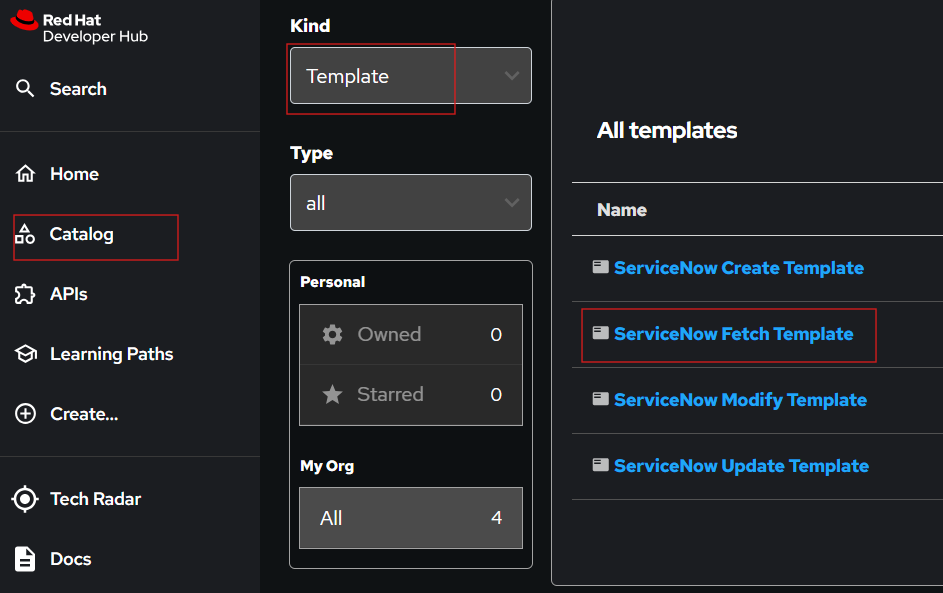 Red Hat
Developer Hub
Search
Home
Catalog
APIs
Learning Paths
Create...
Tech Radar
Docs
Kind
Template
Type
all
Personal
Owned 0
Starred 0
My Org
All 4
All templates
Name
ServiceNow Create Template
ServiceNow Fetch Template
ServiceNow Modify Template
ServiceNow Update Template